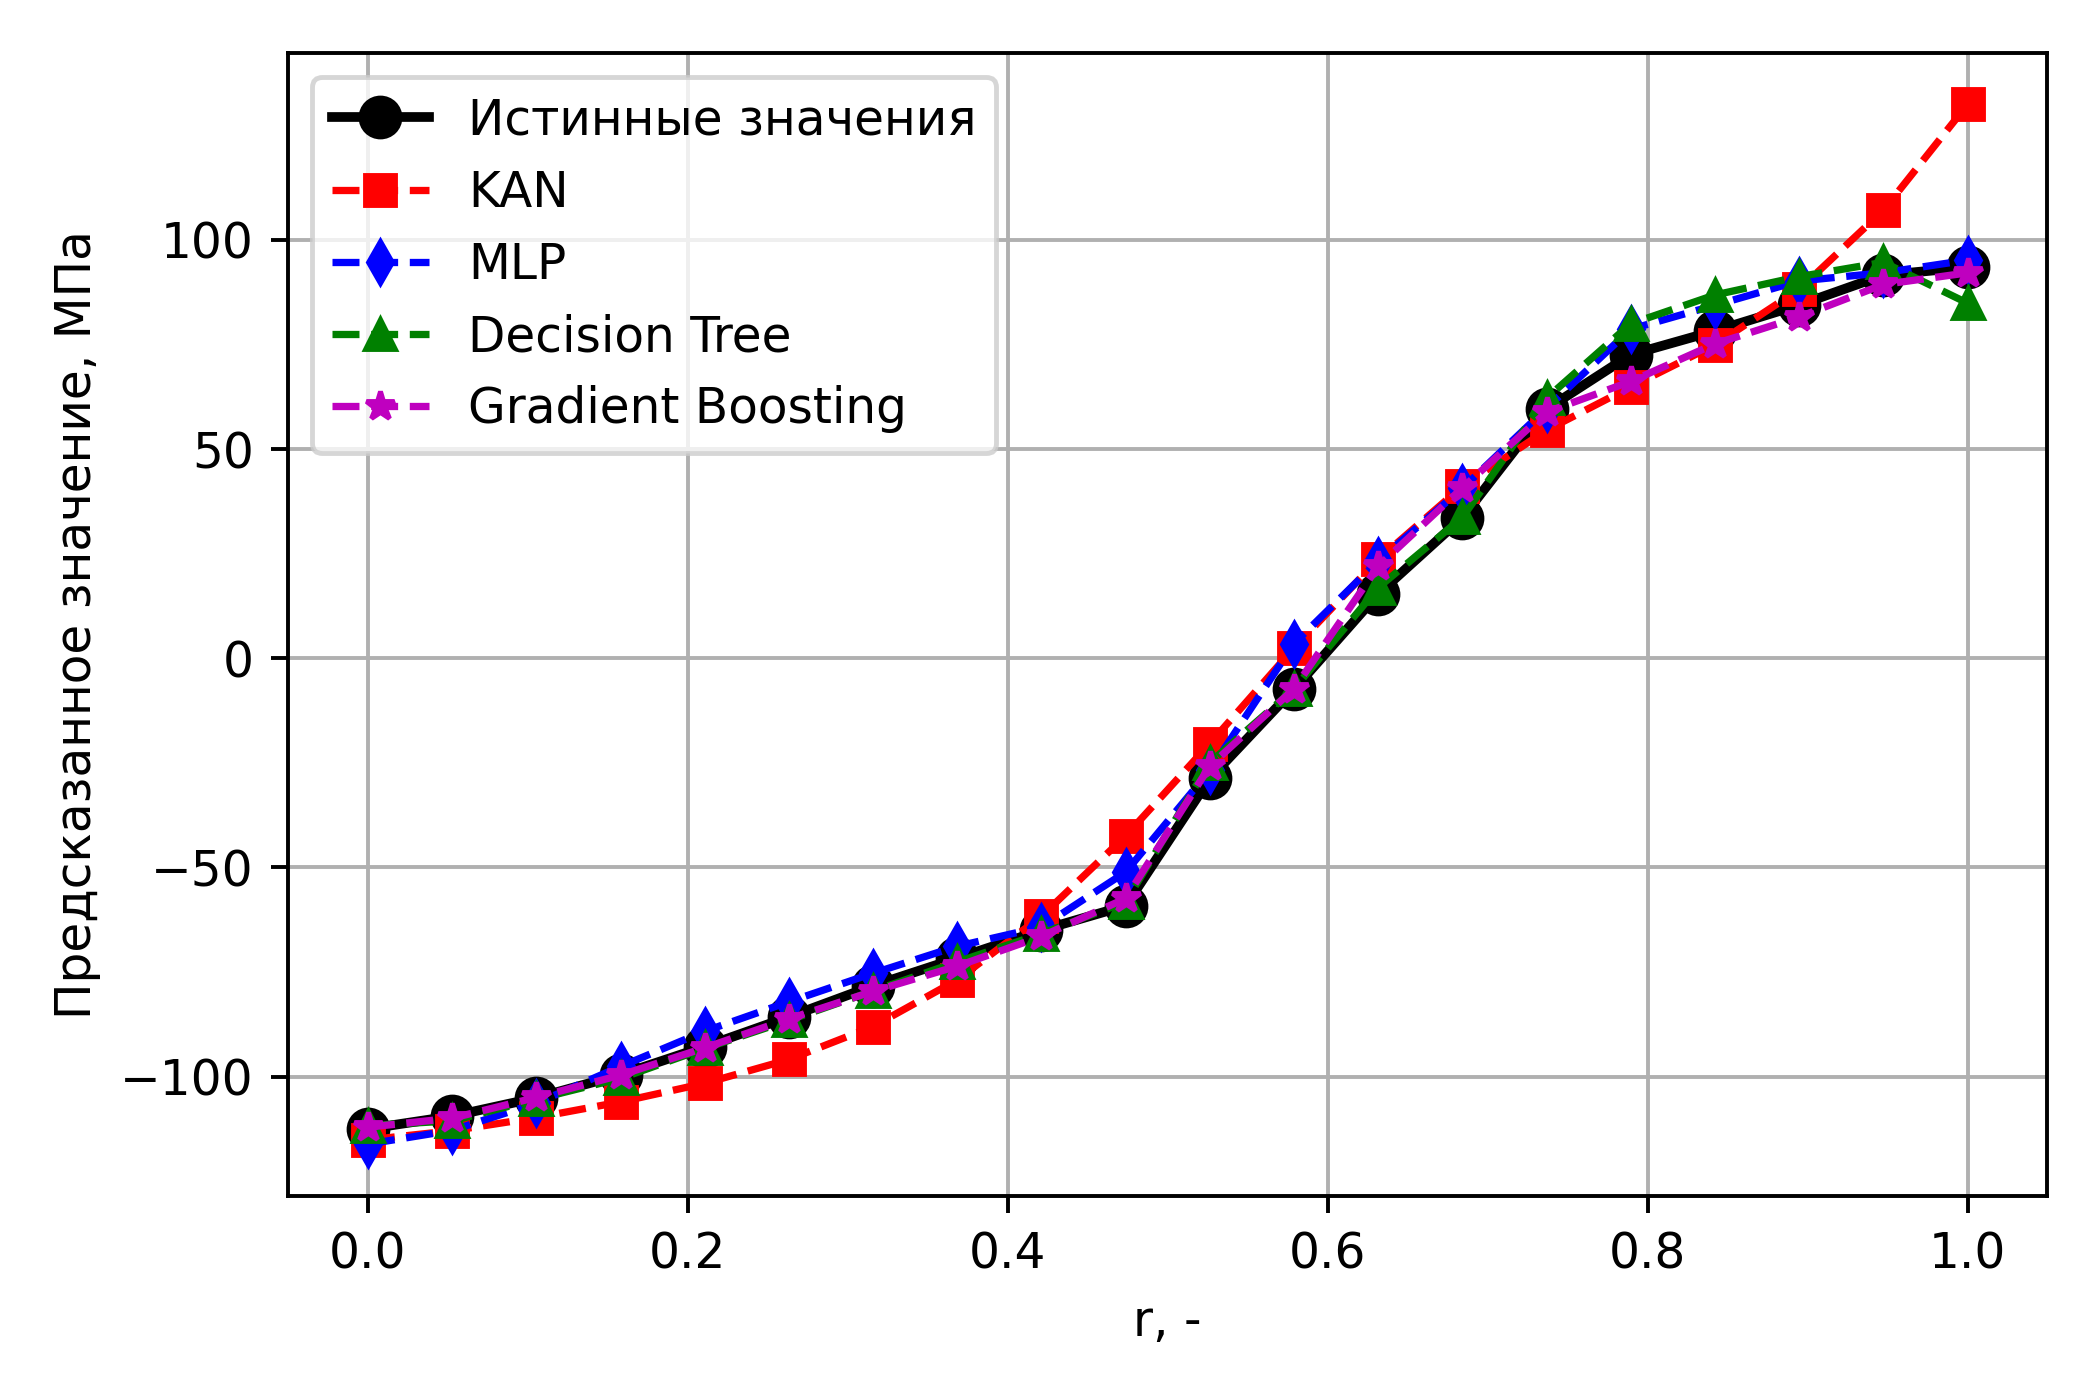 Истинные значения
KAN
MLP
Decision Tree
Gradient Boosting
Предсказанное значение, МПа
100
50
0
−50
−100
0.0 0.2 0.4 0.6 0.8 1.0
r, -